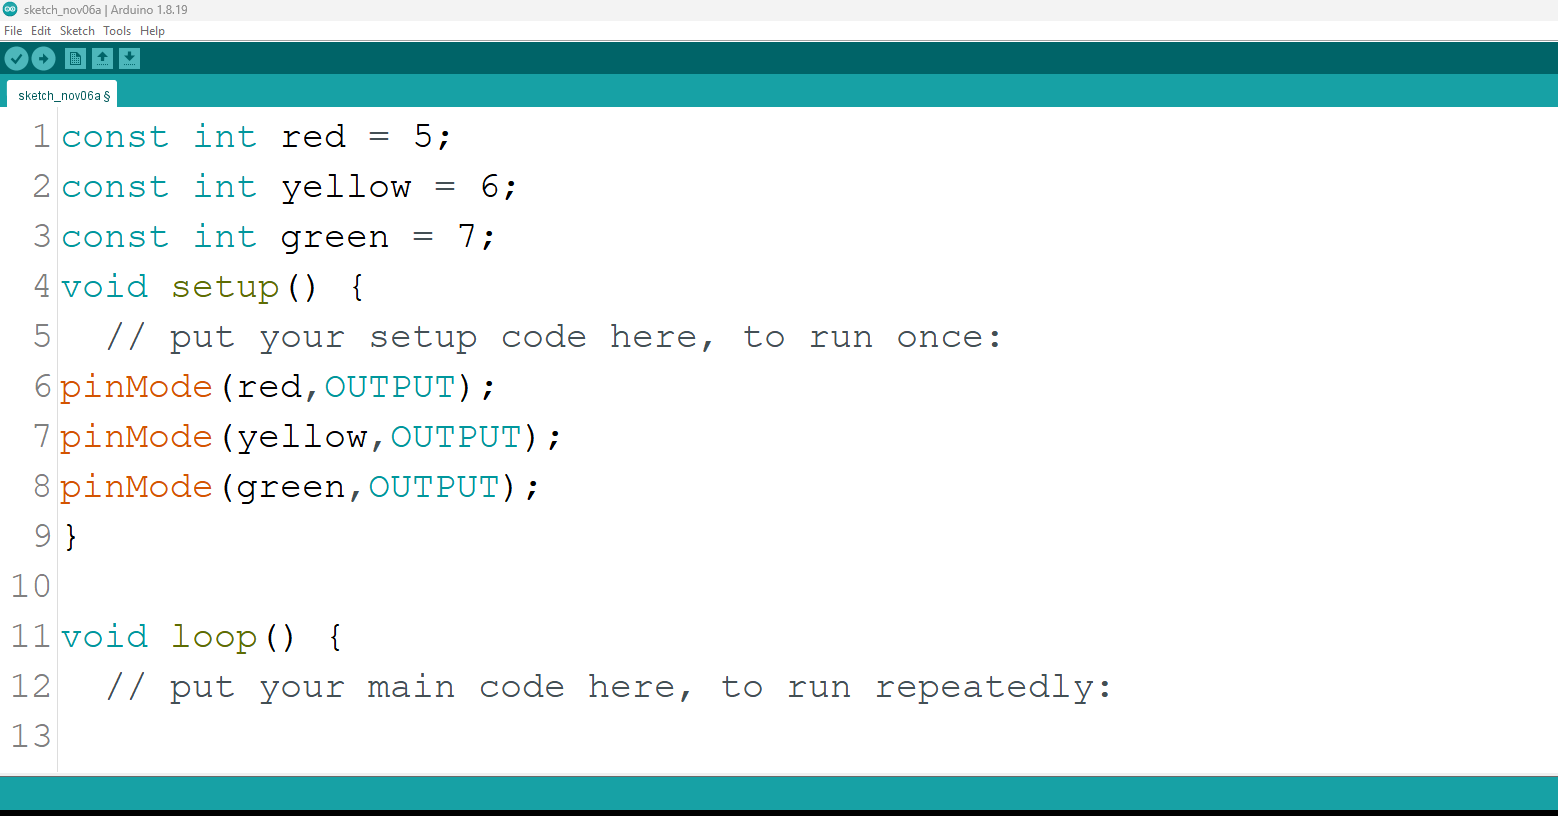 sketch_nov06a | Arduino 1.8.19
File Edit Sketch Tools Help
sketch_nov06a §
1 const int red = 5;
2 const int yellow = 6;
3 const int green = 7;
4 void setup() {
5   // put your setup code here, to run once:
6 pinMode(red,OUTPUT);
7 pinMode(yellow,OUTPUT);
8 pinMode(green,OUTPUT);
9 }
10
11 void loop() {
12   // put your main code here, to run repeatedly:
13